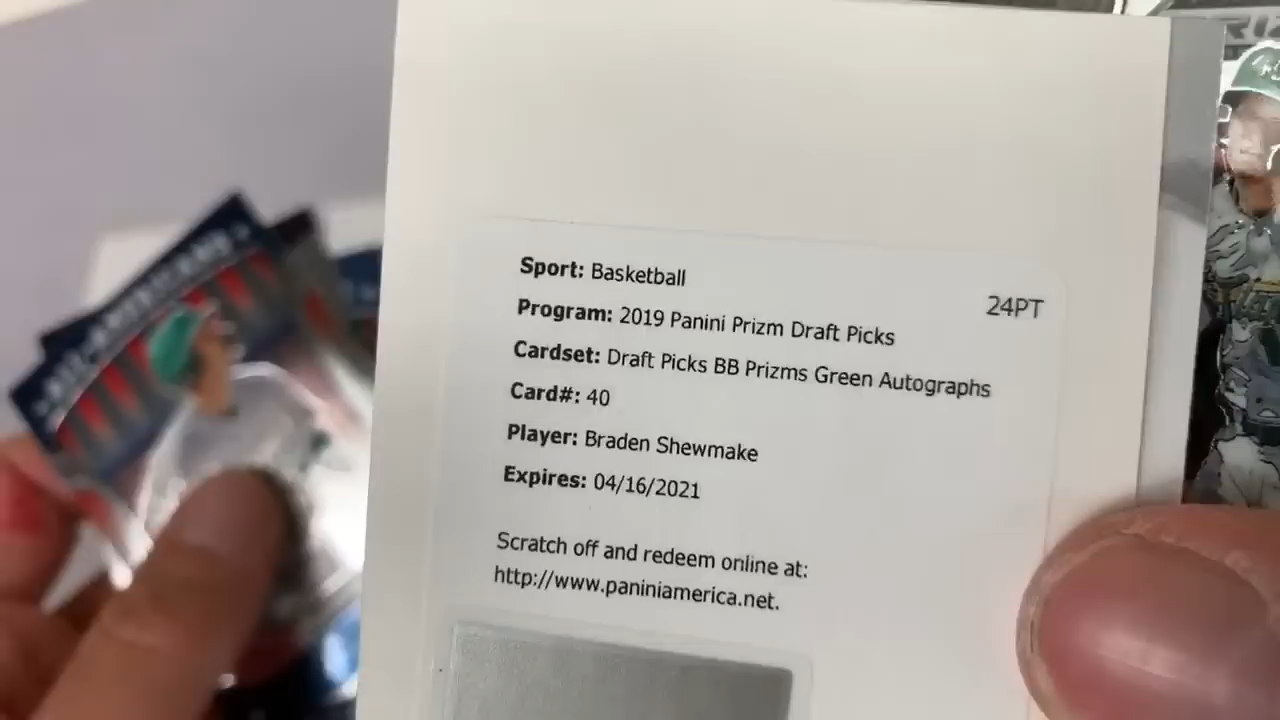 Sport: Basketball
24PT
Program: 2019 Panini Prizm Draft Picks
Cardset: Draft Picks BB Prizms Green Autographs
Card#: 40
Player: Braden Shewmake
Expires: 04/16/2021
Scratch off and redeem online at:
http://www.paniniamerica.net.